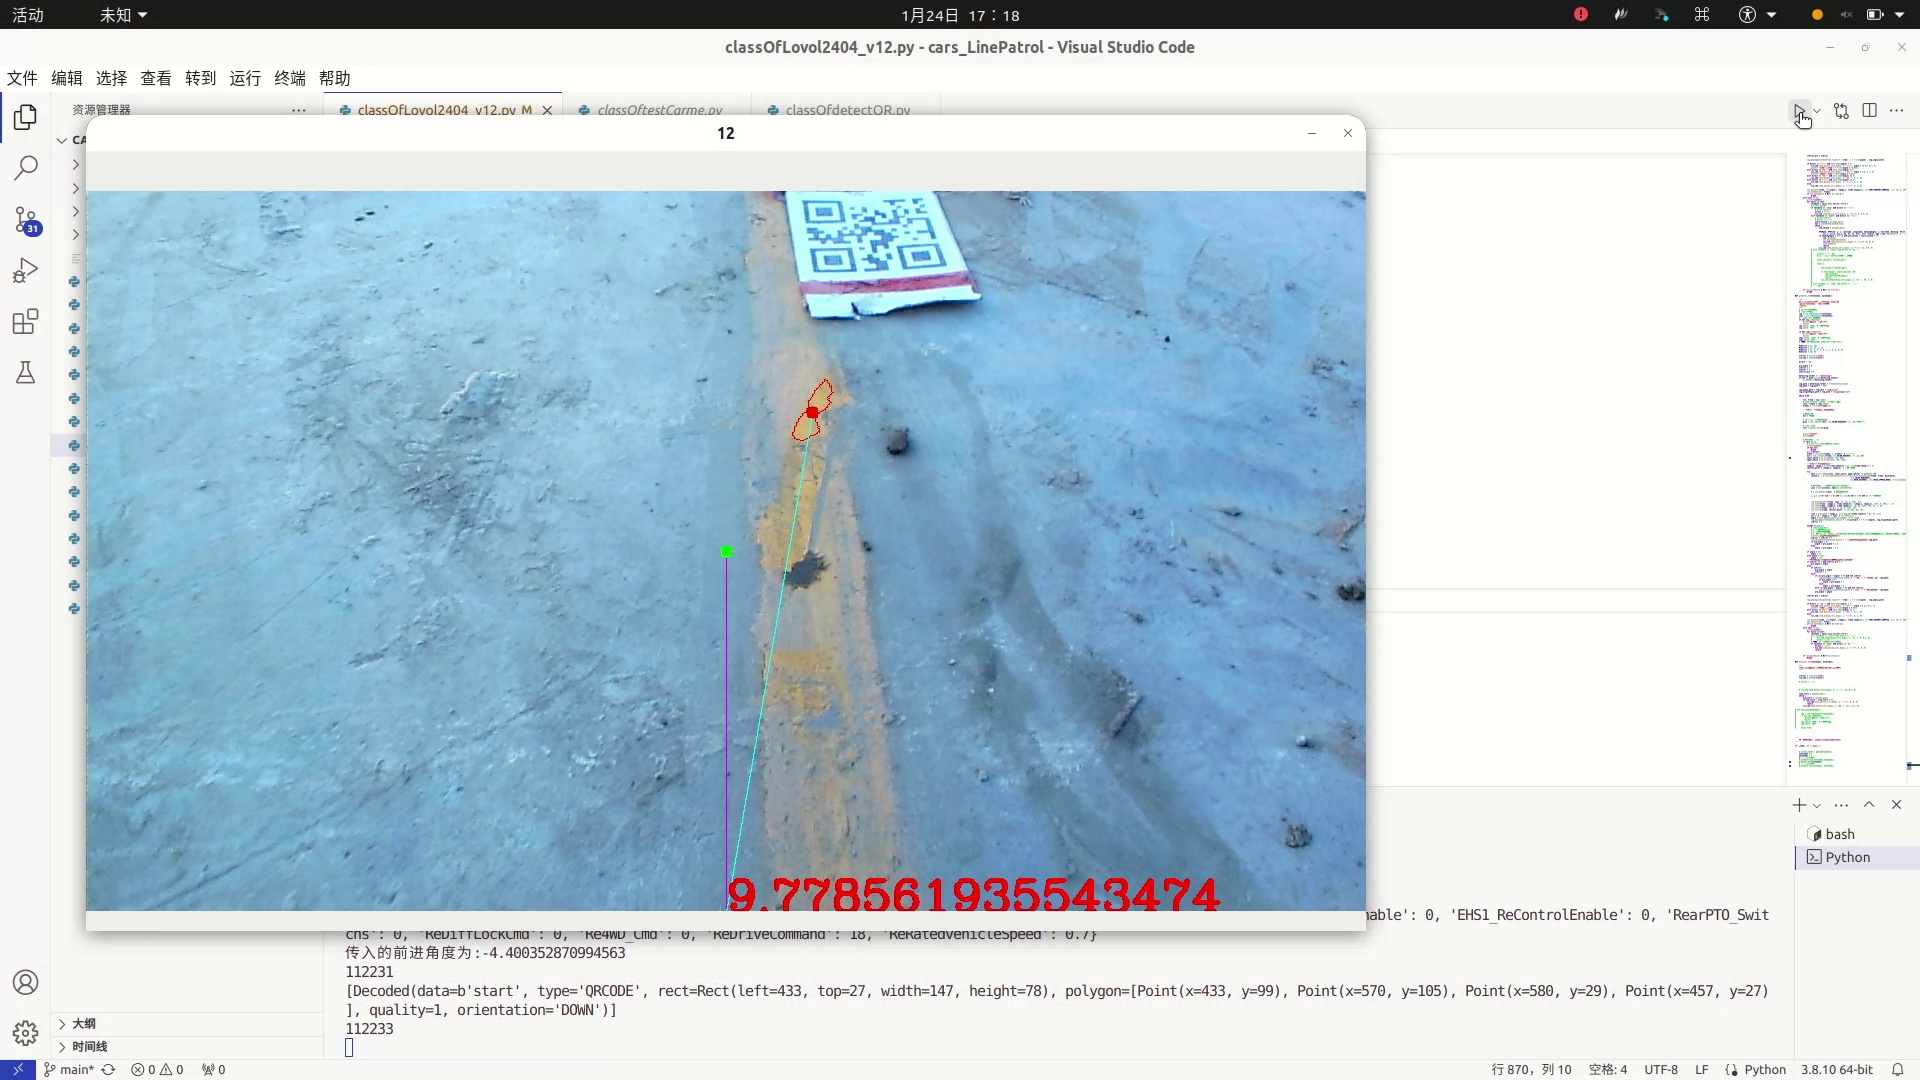 活动
未知
1月24日 17：18
classOfLovol2404_v12.py - cars_LinePatrol - Visual Studio Code
文件 编辑 选择 查看 转到 运行 终端 帮助
资源管理器
classOfLovol2404_v12.py M
classOftestCarme.py
classOfdetectQR.py
CA
12
31
9.778561935543474
able': 0, 'EHS1_ReControlEnable': 0, 'RearPTO_Swit
chs': 0, 'ReDiffLockCmd': 0, 'Re4WD_Cmd': 0, 'ReDriveCommand': 18, 'ReRatedVehicleSpeed': 0.7}
传入的前进角度为:-4.400352870994563
112231
[Decoded(data=b'start', type='QRCODE', rect=Rect(left=433, top=27, width=147, height=78), polygon=[Point(x=433, y=99), Point(x=570, y=105), Point(x=580, y=29), Point(x=457, y=27)
], quality=1, orientation='DOWN')]
112233
bash
Python
大纲
时间线
main* 0 0 0
行 870，列 10 空格: 4 UTF-8 LF Python 3.8.10 64-bit